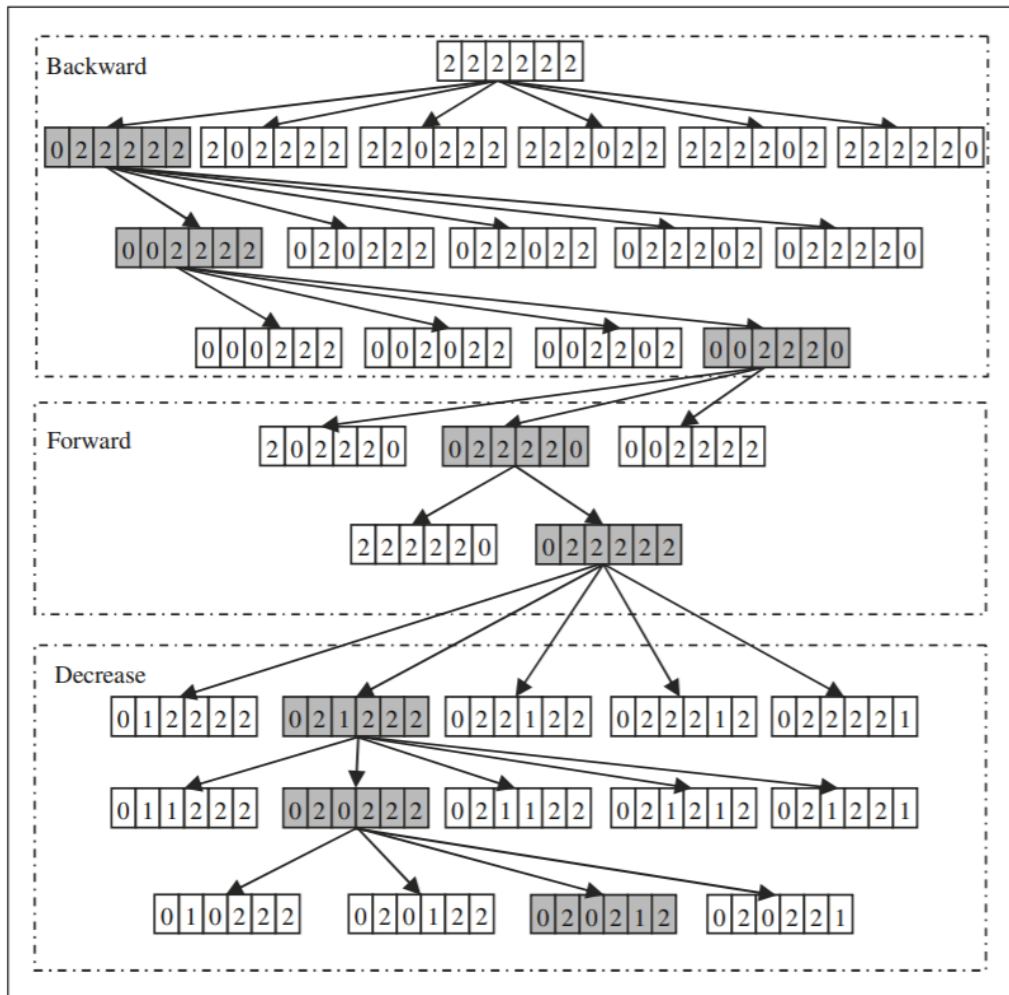 Backward
2 2 2 2 2 2
0 2 2 2 2 2 2 0 2 2 2 2 2 2 0 2 2 2 2 2 2 0 2 2 2 2 2 2 0 2 2 2 2 2 2 0
0 0 2 2 2 2 0 2 0 2 2 2 0 2 2 0 2 2 0 2 2 2 0 2 0 2 2 2 2 0
0 0 0 2 2 2 0 0 2 0 2 2 0 0 2 2 0 2 0 0 2 2 2 0
Forward
2 0 2 2 2 0 0 2 2 2 2 0 0 0 2 2 2 2
2 2 2 2 2 0 0 2 2 2 2 2
Decrease
0 1 2 2 2 2 0 2 1 2 2 2 0 2 2 1 2 2 0 2 2 2 1 2 0 2 2 2 2 1
0 1 1 2 2 2 0 2 0 2 2 2 0 2 1 1 2 2 0 2 1 2 1 2 0 2 1 2 2 1
0 1 0 2 2 2 0 2 0 1 2 2 0 2 0 2 1 2 0 2 0 2 2 1